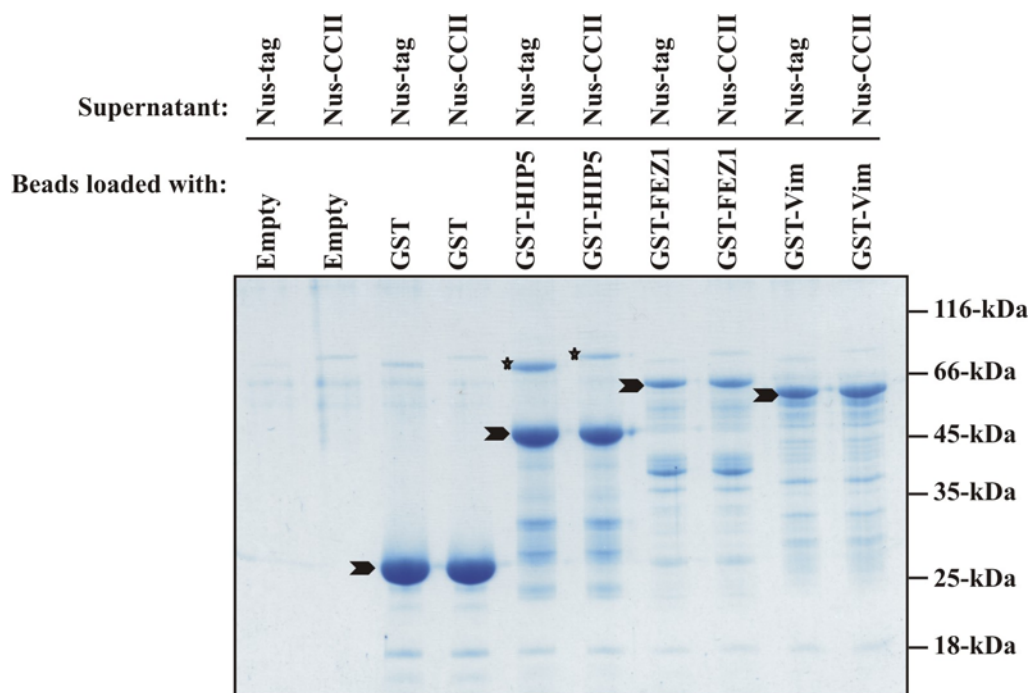 Supernatant: Nus-tag Nus-CCII Nus-tag Nus-CCII Nus-tag Nus-CCII Nus-tag Nus-CCII Nus-tag Nus-CCII
Beads loaded with: Empty Empty GST GST GST-HIP5 GST-HIP5 GST-FEZ1 GST-FEZ1 GST-Vim GST-Vim
116-kDa
66-kDa
45-kDa
35-kDa
25-kDa
18-kDa